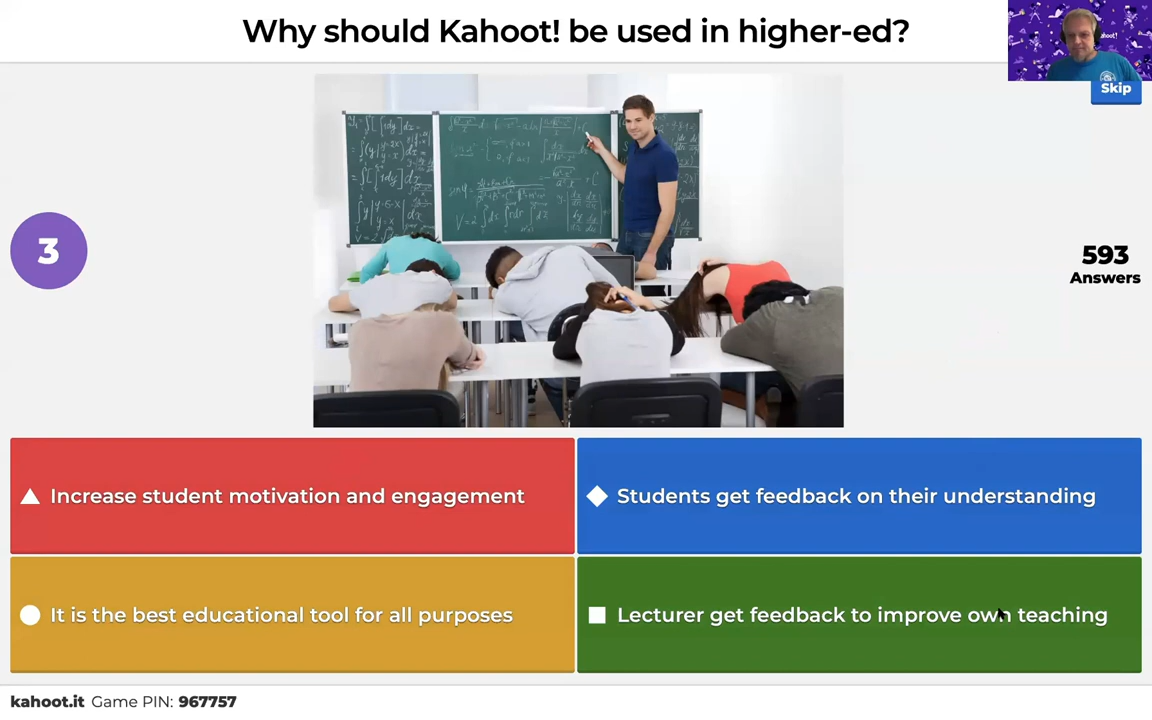 Why should Kahoot! be used in higher-ed?
Skip
3
593
Answers
Increase student motivation and engagement
Students get feedback on their understanding
It is the best educational tool for all purposes
Lecturer get feedback to improve own teaching
kahoot.it Game PIN: 967757